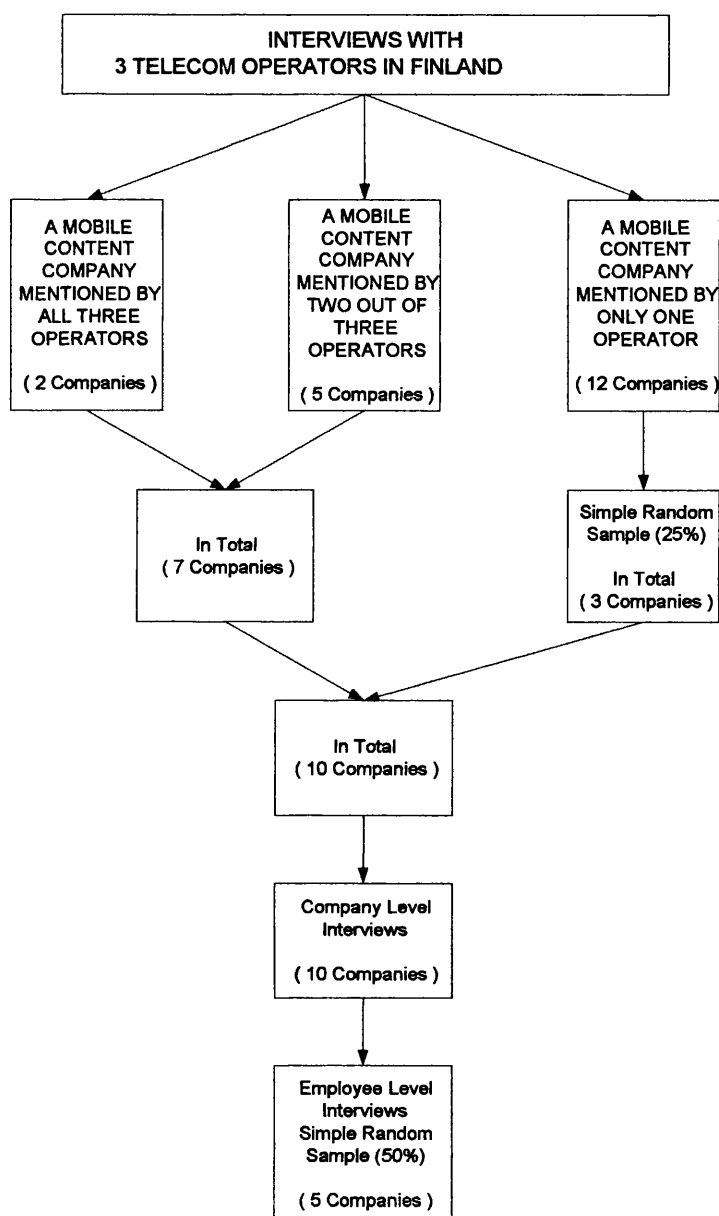 INTERVIEWS WITH
3 TELECOM OPERATORS IN FINLAND
A MOBILE
CONTENT
COMPANY
MENTIONED BY
ALL THREE
OPERATORS
( 2 Companies )
A MOBILE
CONTENT
COMPANY
MENTIONED BY
TWO OUT OF
THREE
OPERATORS
( 5 Companies )
A MOBILE
CONTENT
COMPANY
MENTIONED BY
ONLY ONE
OPERATOR
( 12 Companies )
In Total
( 7 Companies )
Simple Random
Sample (25%)
In Total
( 3 Companies )
In Total
( 10 Companies )
Company Level
Interviews
( 10 Companies )
Employee Level
Interviews
Simple Random
Sample (50%)
( 5 Companies )